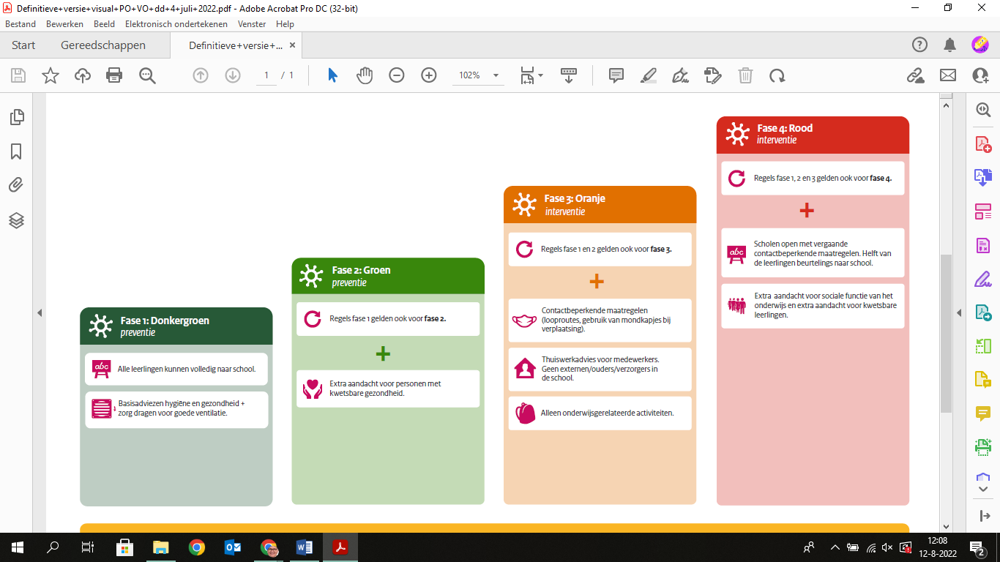 Definitieve+versie+visual+PO+VO+dd+4+juli+2022.pdf - Adobe Acrobat Pro DC (32-bit)
Bestand Bewerken Beeld Elektronisch ondertekenen Venster Help
Start Gereedschappen Definitieve+versie+... ×
1 / 1 102%
Fase 1: Donkergroen
preventie
abc Alle leerlingen kunnen volledig naar school.
Basisadviezen hygiëne en gezondheid +
zorg dragen voor goede ventilatie.
Fase 2: Groen
preventie
Regels fase 1 gelden ook voor fase 2.
+
Extra aandacht voor personen met
kwetsbare gezondheid.
Fase 3: Oranje
interventie
Regels fase 1 en 2 gelden ook voor fase 3.
+
Contactbeperkende maatregelen
(looproutes, gebruik van mondkapjes bij
verplaatsing).
Thuiswerkadvies voor medewerkers.
Geen externen/ouders/verzorgers in
de school.
Alleen onderwijsgerelateerde activiteiten.
Fase 4: Rood
interventie
Regels fase 1, 2 en 3 gelden ook voor fase 4.
+
abc
Scholen open met vergaande
contactbeperkende maatregelen. Helft van
de leerlingen beurtelings naar school.
Extra aandacht voor sociale functie van het
onderwijs en extra aandacht voor kwetsbare
leerlingen.
12:08
12-8-2022
2